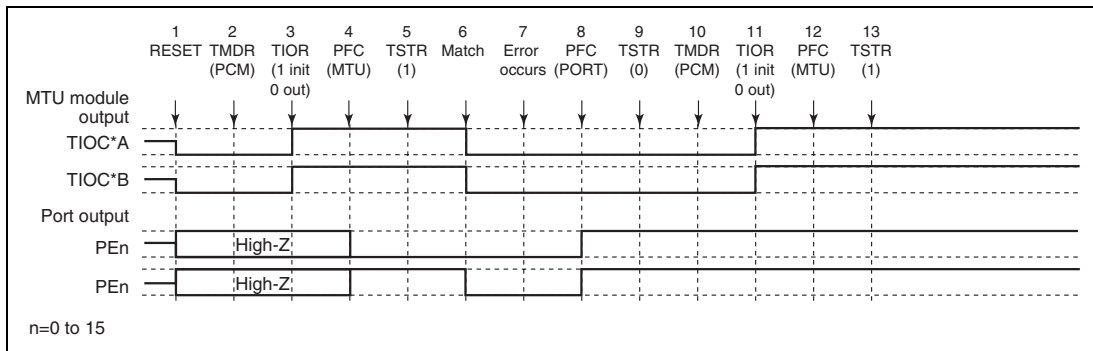 1 2 3 4 5 6 7 8 9 10 11 12 13
RESET TMDR TIOR PFC TSTR Match Error PFC TSTR TMDR TIOR PFC TSTR
(PCM) (1 init (MTU) (1) occurs (PORT) (0) (PCM) (1 init (MTU) (1)
0 out) 0 out)
MTU module
output
TIOC*A
TIOC*B
Port output
PEn High-Z
PEn High-Z
n=0 to 15